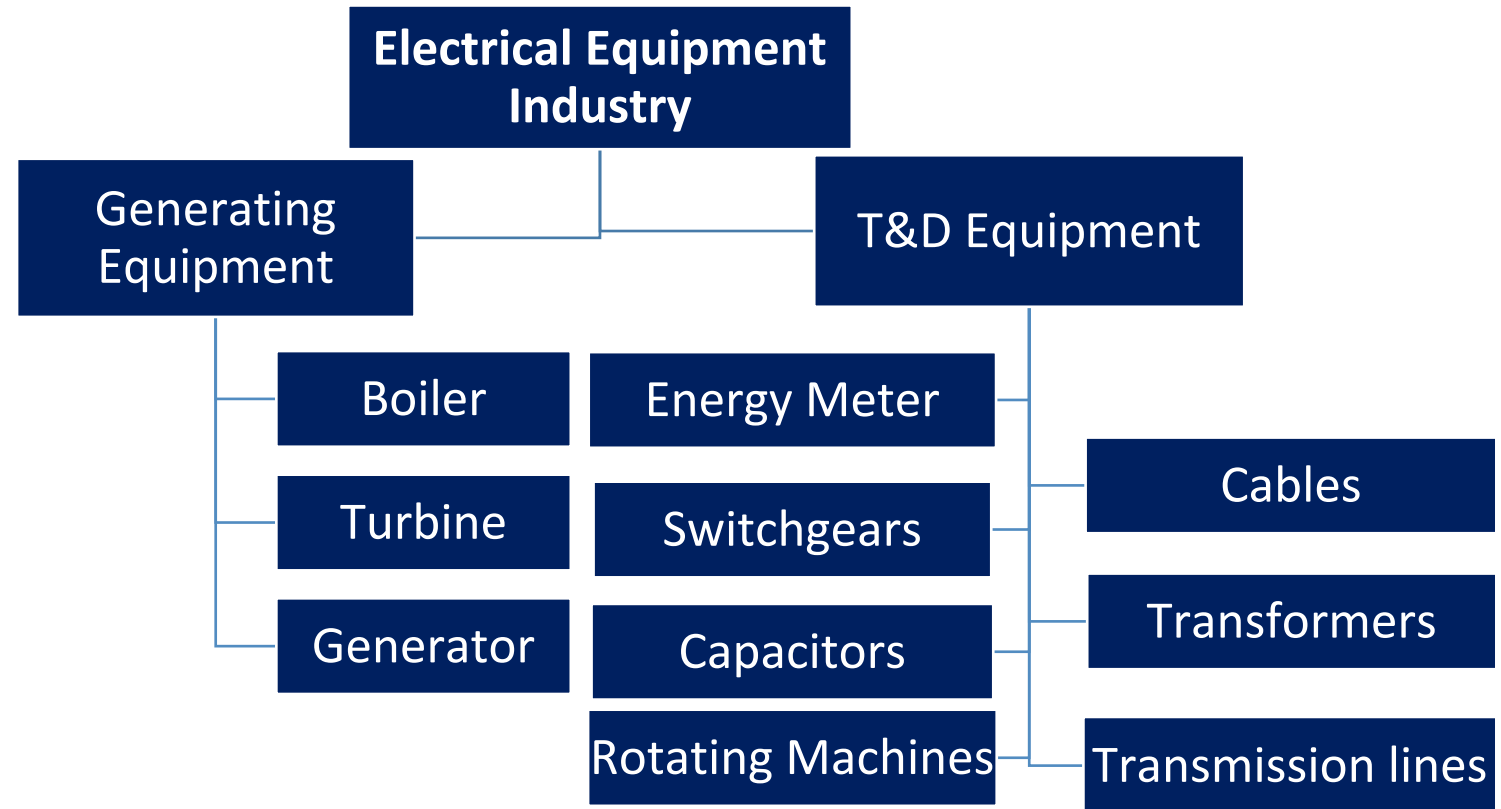 Electrical Equipment
Industry
Generating
Equipment
T&D Equipment
Boiler
Turbine
Generator
Energy Meter
Switchgears
Capacitors
Rotating Machines
Cables
Transformers
Transmission lines